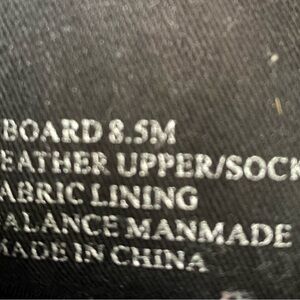 BOARD 8.5M
EATHER UPPER/SOCK
ABRIC LINING
ALANCE MANMADE
MADE IN CHINA